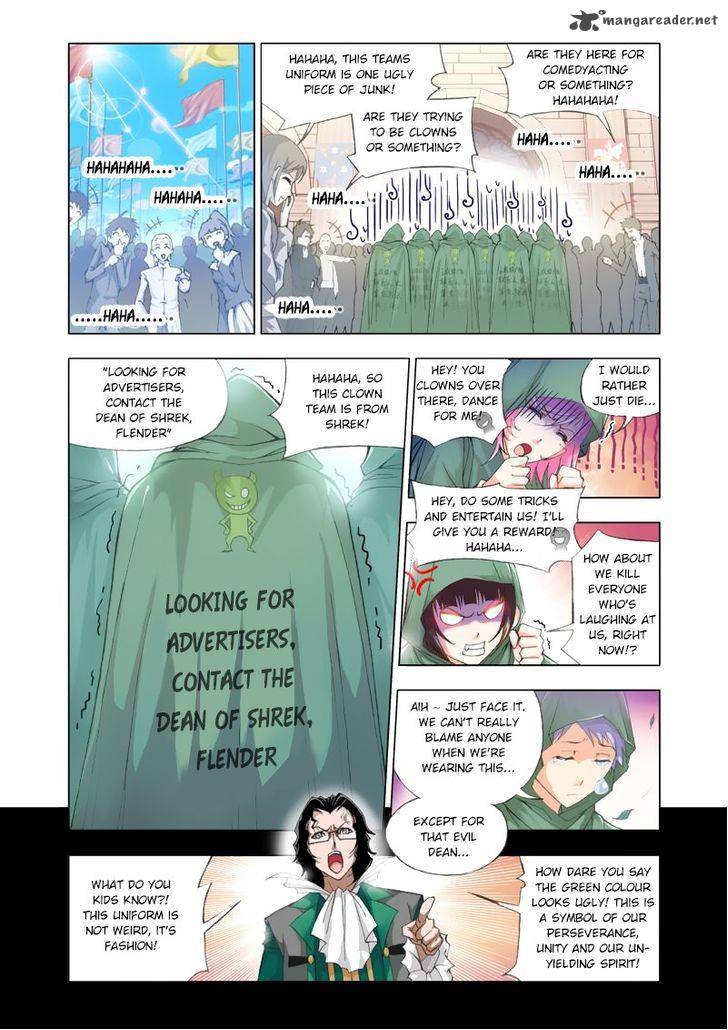 mangareader.net
HAHAHAHA.....
HAHAHA.....
.....HAHAHA.....
HAHAHA, THIS TEAMS
UNIFORM IS ONE UGLY
PIECE OF JUNK!
ARE THEY TRYING
TO BE CLOWNS
OR SOMETHING?
ARE THEY HERE FOR
COMEDYACTING
OR SOMETHING?
HAHAHAHA!
HAHA.....
HAHA.....
HAHA.....
HAHA.....
"LOOKING FOR
ADVERTISERS,
CONTACT THE
DEAN OF SHREK,
FLENDER"
HAHAHA, SO
THIS CLOWN
TEAM IS FROM
SHREK!
LOOKING FOR
ADVERTISERS,
CONTACT THE
DEAN OF SHREK,
FLENDER
HEY! YOU
CLOWNS OVER
THERE, DANCE
FOR ME!
I WOULD
RATHER
JUST DIE...
HEY, DO SOME TRICKS
AND ENTERTAIN US! I'LL
GIVE YOU A REWARD!
HAHAHA...
HOW ABOUT
WE KILL
EVERYONE
WHO'S
LAUGHING AT
US, RIGHT
NOW!?
AIH ~ JUST FACE IT.
WE CAN'T REALLY
BLAME ANYONE
WHEN WE'RE
WEARING THIS...
EXCEPT FOR
THAT EVIL
DEAN...
WHAT DO YOU
KIDS KNOW?!
THIS UNIFORM IS
NOT WEIRD, IT'S
FASHION!
HOW DARE YOU SAY
THE GREEN COLOUR
LOOKS UGLY! THIS IS
A SYMBOL OF OUR
PERSEVERANCE,
UNITY AND OUR UN-
YIELDING SPIRIT!